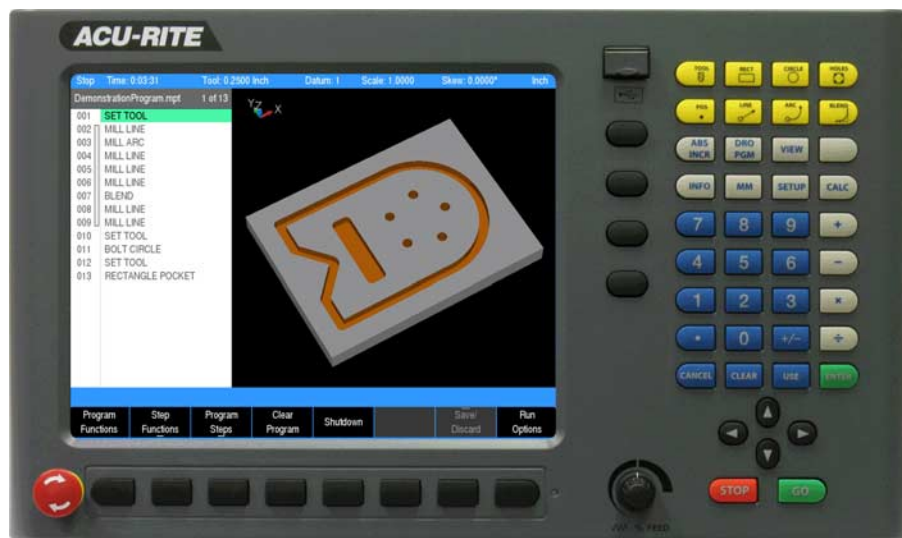 ACU-RITE
Stop Time: 0:03:31 Tool: 0.2500 Inch Datum: 1 Scale: 1.0000 Skew: 0.0000° Inch
DemonstrationProgram.mpt 1 of 13
001 SET TOOL
002 MILL LINE
003 MILL ARC
004 MILL LINE
005 MILL LINE
006 MILL LINE
007 BLEND
008 MILL LINE
009 MILL LINE
010 SET TOOL
011 BOLT CIRCLE
012 SET TOOL
013 RECTANGLE POCKET
Y Z X
Program Functions
Step Functions
Program Steps
Clear Program
Shutdown
Save/ Discard
Run Options
TOOL RECT CIRCLE HOLES
POS LINE ARC BLEND
ABS INCR DRO PGM VIEW
INFO MM SETUP CALC
7 8 9 +
4 5 6 −
1 2 3 ×
. 0 +/− ÷
CANCEL CLEAR USE ENTER
STOP GO
% FEED